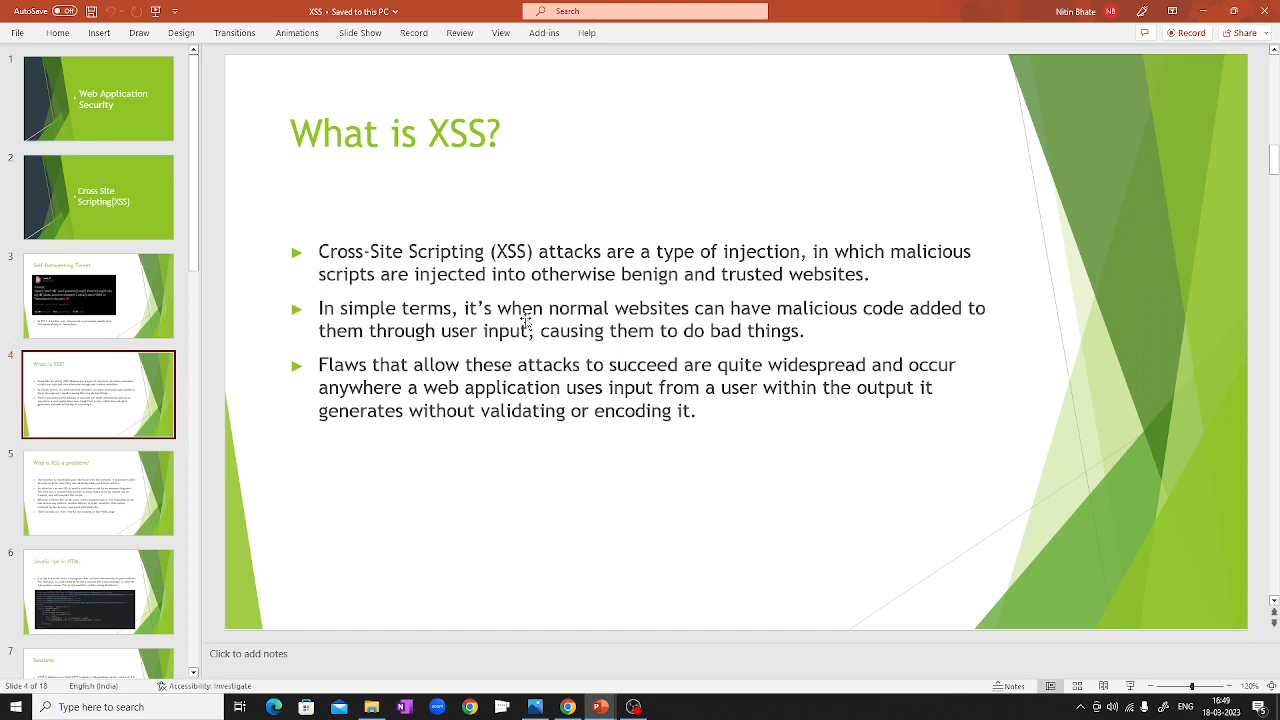 XSS • Saved to this PC
Search
Nitin Bhate NB
File Home Insert Draw Design Transitions Animations Slide Show Record Review View Add-ins Help
Record Share
1
Web Application
Security
2
Cross Site
Scripting(XSS)
Self-Retweeting Tweet
What is XSS?
Why is XSS a problem?
6
JavaScript in HTML
7
Sessions
What is XSS?
Cross-Site Scripting (XSS) attacks are a type of injection, in which malicious
scripts are injected into otherwise benign and trusted websites.
In simple terms, it’s when normal websites can have malicious code added to
them through user input, causing them to do bad things.
Flaws that allow these attacks to succeed are quite widespread and occur
anywhere a web application uses input from a user within the output it
generates without validating or encoding it.
Click to add notes
Slide 4 of 18 English (India) Accessibility: Investigate Notes 120%
Type here to search
16:49
18-03-2023